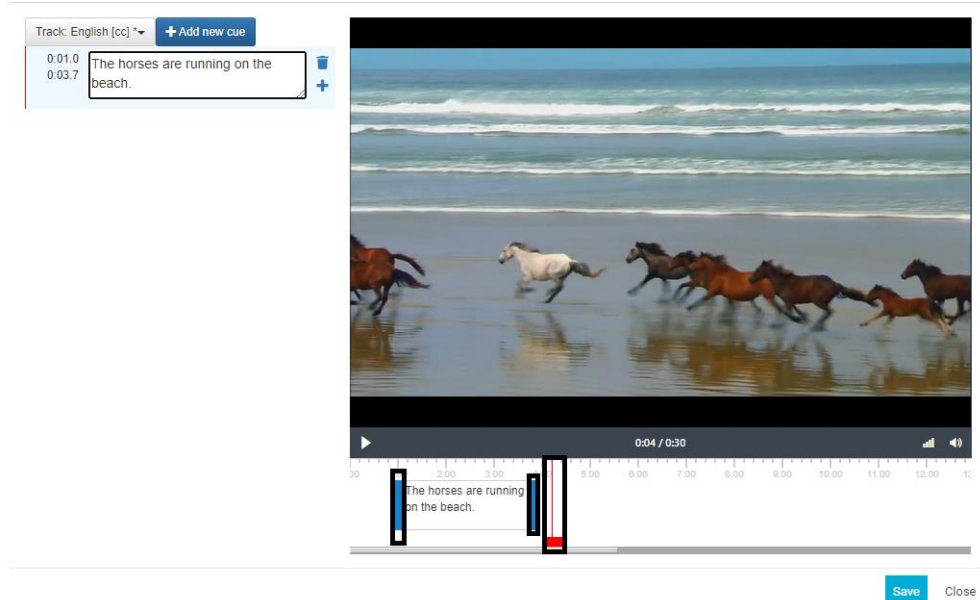 Track: English [cc] *
+ Add new cue
0:01.0
0:03.7
The horses are running on the
beach.
0:04 / 0:30
2.00 3.00 5.00 6.00 7.00 8.00 9.00 10.00 11.00 12.00
The horses are running
on the beach.
Save Close